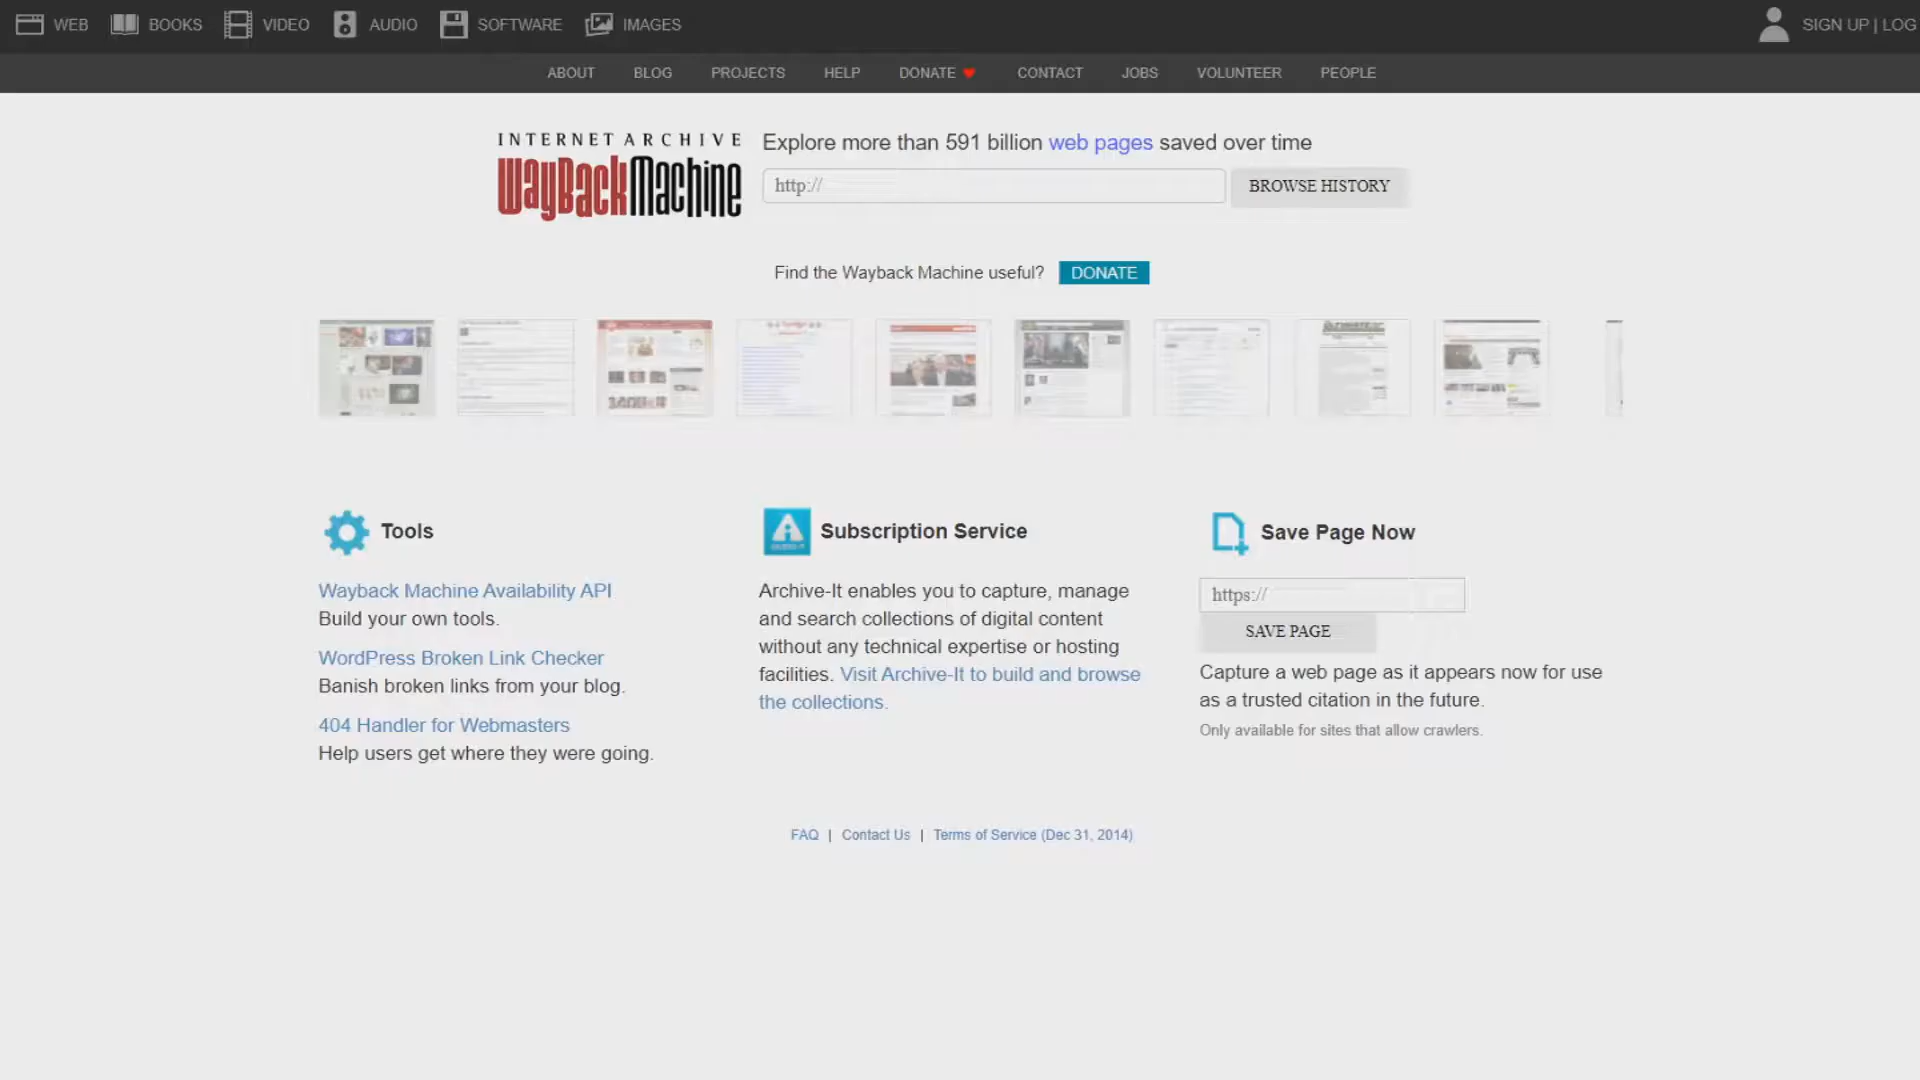 WEB BOOKS VIDEO AUDIO SOFTWARE IMAGES SIGN UP | LOG
ABOUT BLOG PROJECTS HELP DONATE CONTACT JOBS VOLUNTEER PEOPLE
INTERNET ARCHIVE
WayBackMachine
Explore more than 591 billion web pages saved over time
http://
BROWSE HISTORY
Find the Wayback Machine useful? DONATE
Tools
Wayback Machine Availability API
Build your own tools.
WordPress Broken Link Checker
Banish broken links from your blog.
404 Handler for Webmasters
Help users get where they were going.
Subscription Service
Archive-It enables you to capture, manage
and search collections of digital content
without any technical expertise or hosting
facilities. Visit Archive-It to build and browse
the collections.
Save Page Now
https://
SAVE PAGE
Capture a web page as it appears now for use
as a trusted citation in the future.
Only available for sites that allow crawlers.
FAQ | Contact Us | Terms of Service (Dec 31, 2014)